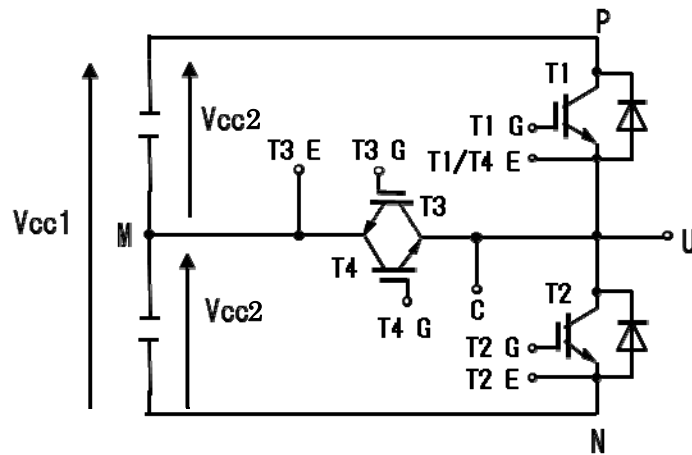 P
T1
Vcc2
T3 E
T3 G
T1 G
T1/T4 E
T3
Vcc1
M
U
T4
T2
Vcc2
C
T4 G
T2 G
T2 E
N